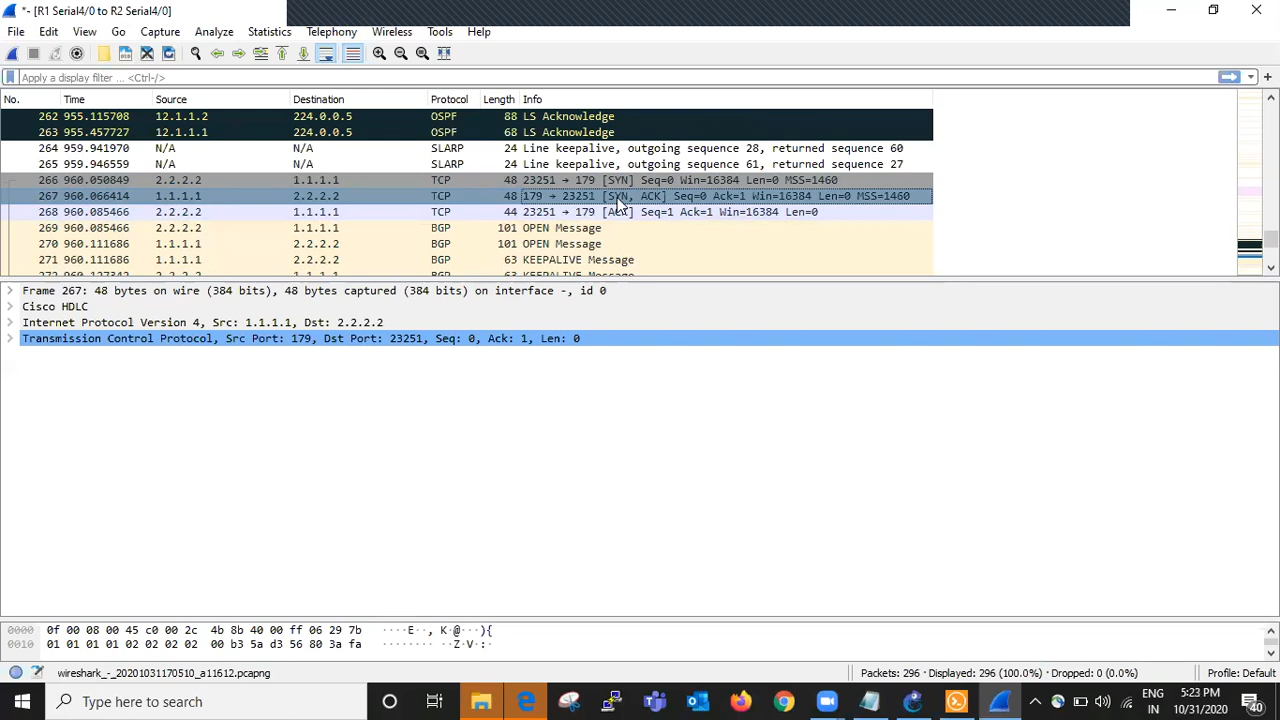 *- [R1 Serial4/0 to R2 Serial4/0]
File Edit View Go Capture Analyze Statistics Telephony Wireless Tools Help
Apply a display filter ... <Ctrl-/>
No. Time Source Destination Protocol Length Info
262 955.115708 12.1.1.2 224.0.0.5 OSPF 88 LS Acknowledge
263 955.457727 12.1.1.1 224.0.0.5 OSPF 68 LS Acknowledge
264 959.941970 N/A N/A SLARP 24 Line keepalive, outgoing sequence 28, returned sequence 60
265 959.946559 N/A N/A SLARP 24 Line keepalive, outgoing sequence 61, returned sequence 27
266 960.050849 2.2.2.2 1.1.1.1 TCP 48 23251 → 179 [SYN] Seq=0 Win=16384 Len=0 MSS=1460
267 960.066414 1.1.1.1 2.2.2.2 TCP 48 179 → 23251 [SYN, ACK] Seq=0 Ack=1 Win=16384 Len=0 MSS=1460
268 960.085466 2.2.2.2 1.1.1.1 TCP 44 23251 → 179 [ACK] Seq=1 Ack=1 Win=16384 Len=0
269 960.085466 2.2.2.2 1.1.1.1 BGP 101 OPEN Message
270 960.111686 1.1.1.1 2.2.2.2 BGP 101 OPEN Message
271 960.111686 1.1.1.1 2.2.2.2 BGP 63 KEEPALIVE Message
272 960.127342 2.2.2.2 1.1.1.1 BGP 63 KEEPALIVE Message
Frame 267: 48 bytes on wire (384 bits), 48 bytes captured (384 bits) on interface -, id 0
Cisco HDLC
Internet Protocol Version 4, Src: 1.1.1.1, Dst: 2.2.2.2
Transmission Control Protocol, Src Port: 179, Dst Port: 23251, Seq: 0, Ack: 1, Len: 0
0000 0f 00 08 00 45 c0 00 2c 4b 8b 40 00 ff 06 29 7b ····E··, K·@···){
0010 01 01 01 01 02 02 02 02 00 b3 5a d3 56 80 3a fa ········ ··Z·V·:·
wireshark_-_20201031170510_a11612.pcapng
Packets: 296 · Displayed: 296 (100.0%) · Dropped: 0 (0.0%)
Profile: Default
Type here to search
ENG
IN
5:23 PM
10/31/2020
40